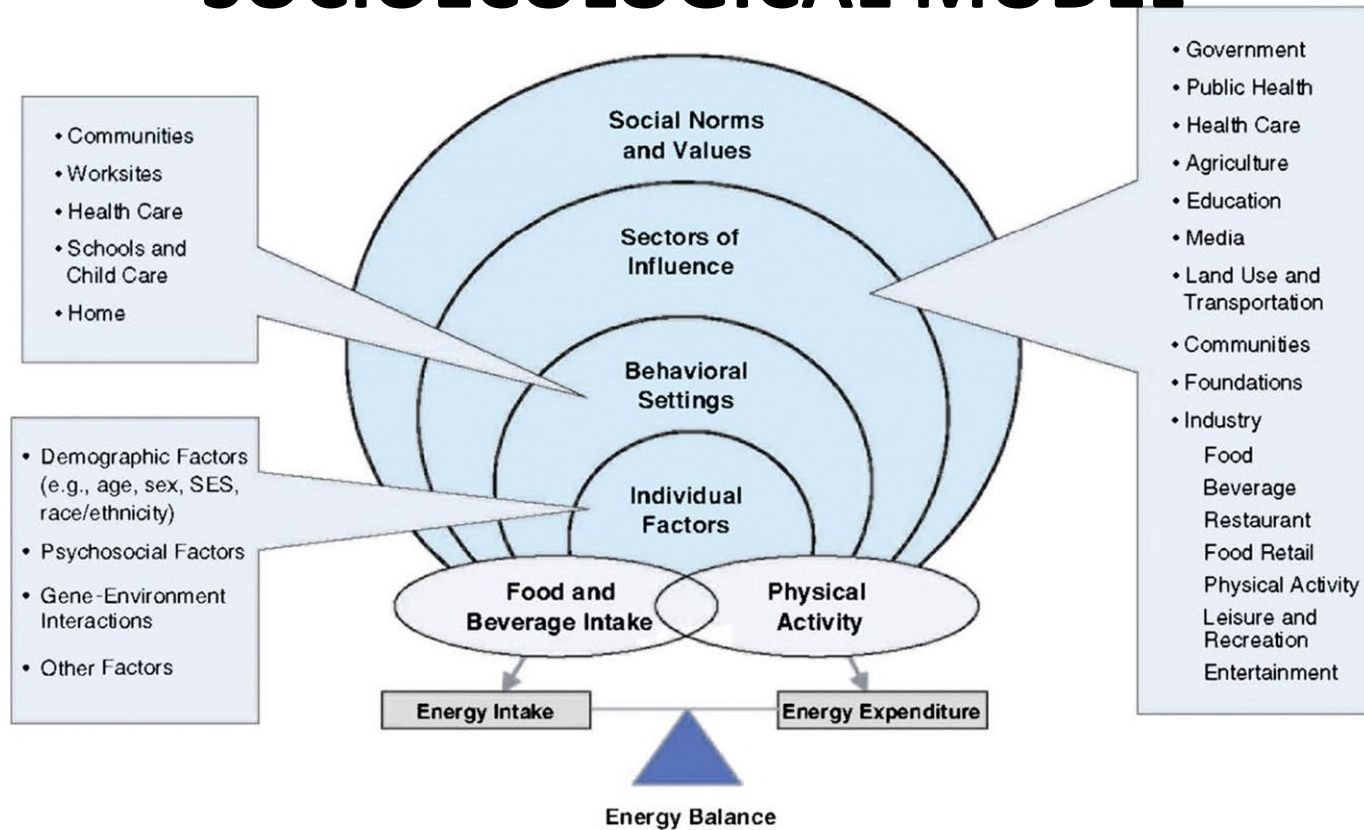 SOCIOECOLOGICAL MODEL
• Communities
• Worksites
• Health Care
• Schools and
Child Care
• Home
• Demographic Factors
(e.g., age, sex, SES,
race/ethnicity)
• Psychosocial Factors
• Gene-Environment
Interactions
• Other Factors
Social Norms
and Values
Sectors of
Influence
Behavioral
Settings
Individual
Factors
Food and
Beverage Intake
Physical
Activity
Energy Intake
Energy Expenditure
Energy Balance
• Government
• Public Health
• Health Care
• Agriculture
• Education
• Media
• Land Use and
Transportation
• Communities
• Foundations
• Industry
Food
Beverage
Restaurant
Food Retail
Physical Activity
Leisure and
Recreation
Entertainment